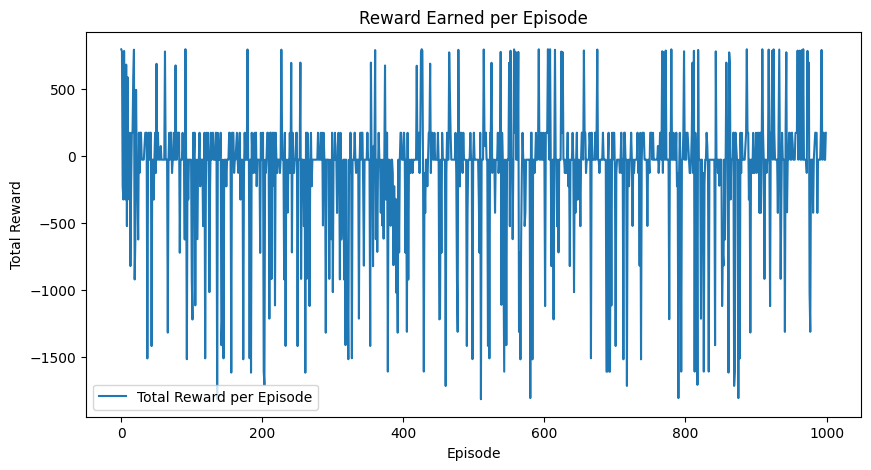 Reward Earned per Episode
Total Reward
500
0
−500
−1000
−1500
Total Reward per Episode
0
200
400
600
800
1000
Episode